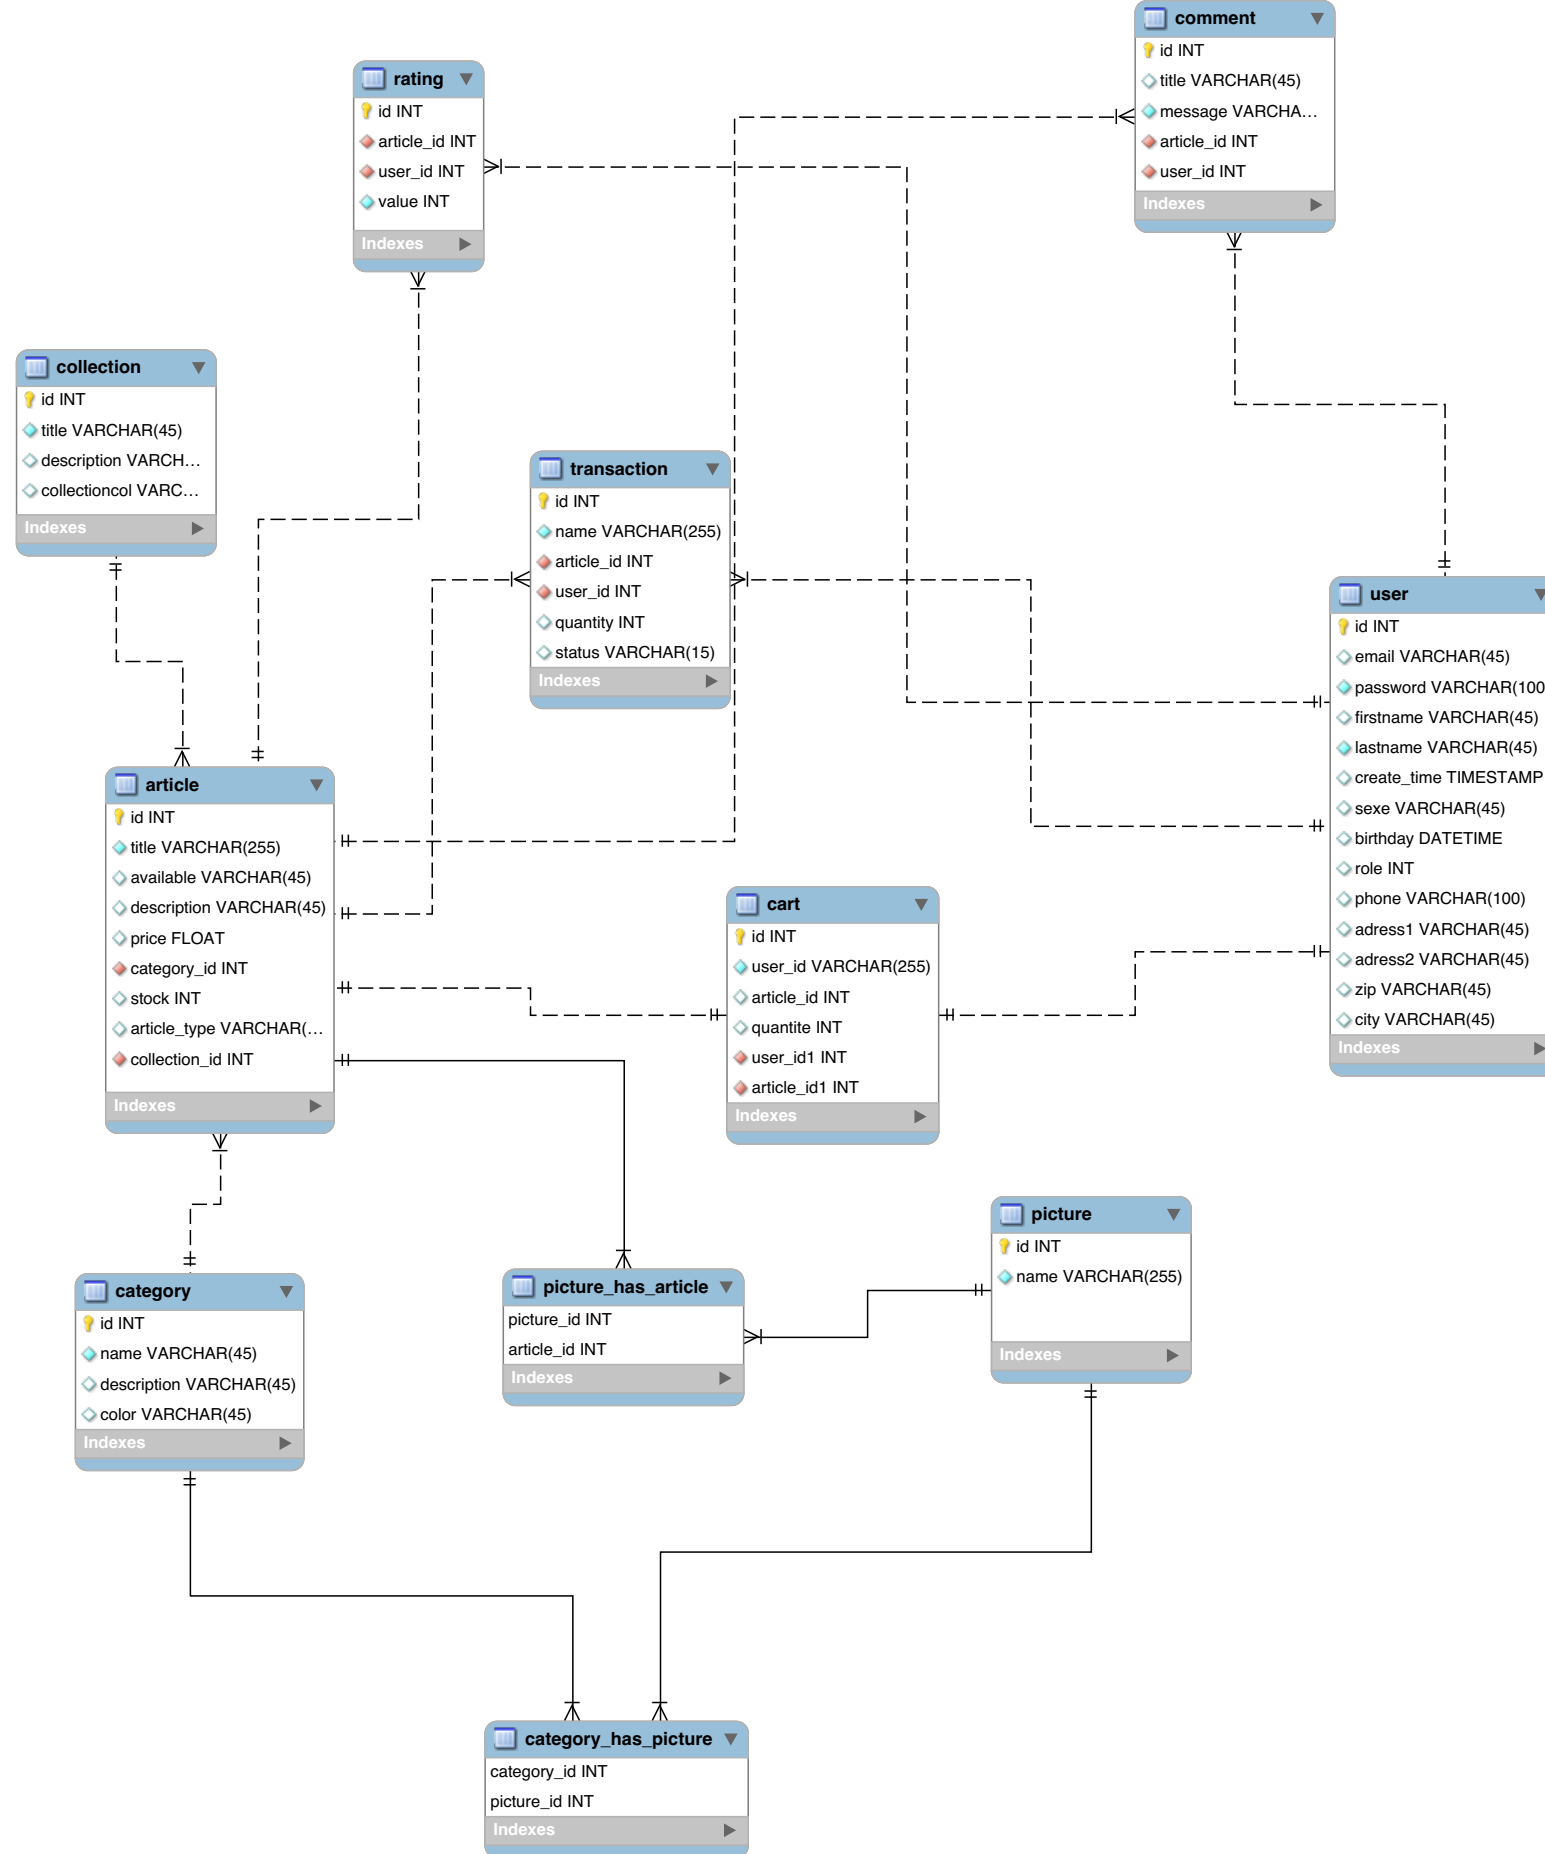 comment
id INT
title VARCHAR(45)
message VARCHA…
article_id INT
user_id INT
Indexes
rating
id INT
article_id INT
user_id INT
value INT
Indexes
collection
id INT
title VARCHAR(45)
description VARCH…
collectioncol VARC…
Indexes
transaction
id INT
name VARCHAR(255)
article_id INT
user_id INT
quantity INT
status VARCHAR(15)
Indexes
user
id INT
email VARCHAR(45)
password VARCHAR(100
firstname VARCHAR(45)
lastname VARCHAR(45)
create_time TIMESTAMP
sexe VARCHAR(45)
birthday DATETIME
role INT
phone VARCHAR(100)
adress1 VARCHAR(45)
adress2 VARCHAR(45)
zip VARCHAR(45)
city VARCHAR(45)
Indexes
article
id INT
title VARCHAR(255)
available VARCHAR(45)
description VARCHAR(45)
price FLOAT
category_id INT
stock INT
article_type VARCHAR(…
collection_id INT
Indexes
cart
id INT
user_id VARCHAR(255)
article_id INT
quantite INT
user_id1 INT
article_id1 INT
Indexes
picture
id INT
name VARCHAR(255)
Indexes
category
id INT
name VARCHAR(45)
description VARCHAR(45)
color VARCHAR(45)
Indexes
picture_has_article
picture_id INT
article_id INT
Indexes
category_has_picture
category_id INT
picture_id INT
Indexes